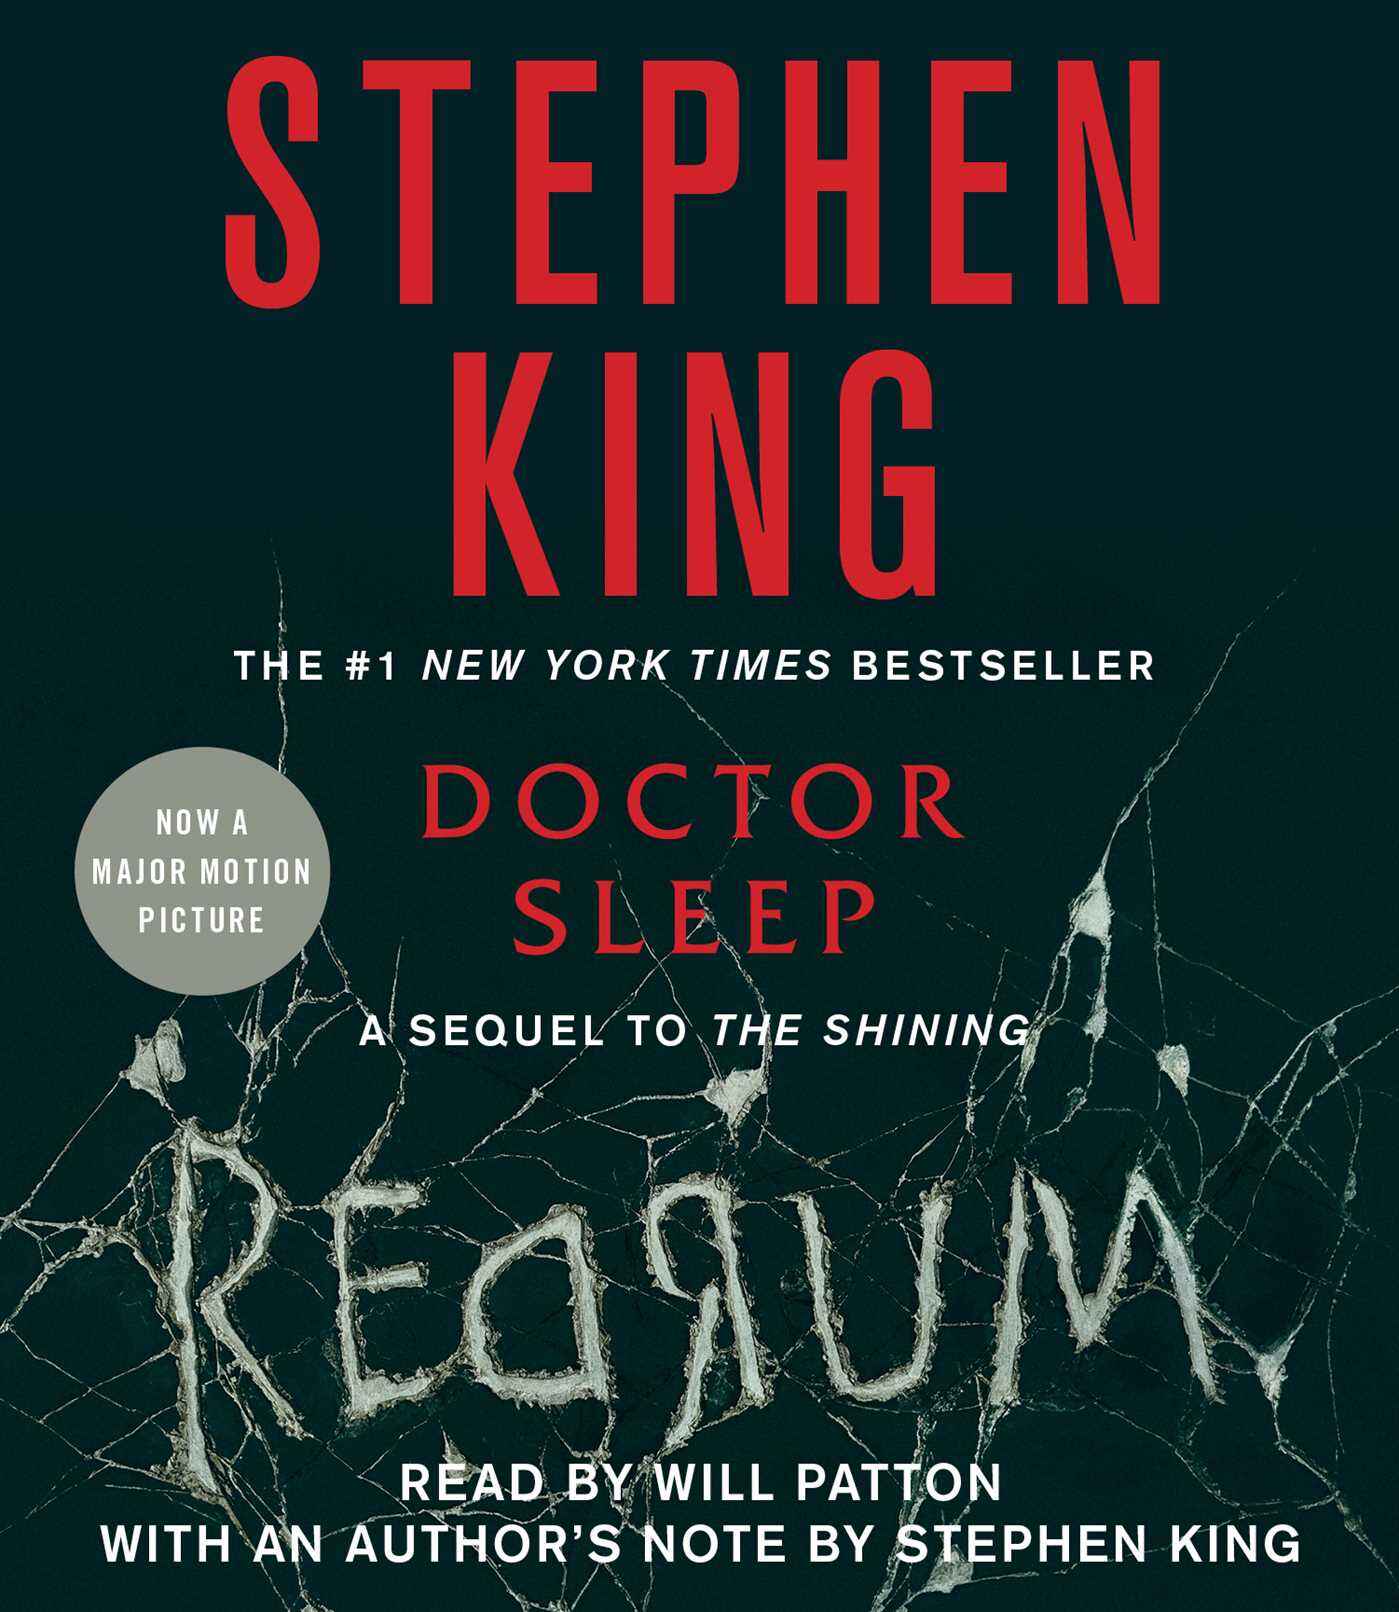 STEPHEN
KING
THE #1 NEW YORK TIMES BESTSELLER
DOCTOR
SLEEP
NOW A
MAJOR MOTION
PICTURE
A SEQUEL TO THE SHINING
REDRUM
READ BY WILL PATTON
WITH AN AUTHOR'S NOTE BY STEPHEN KING